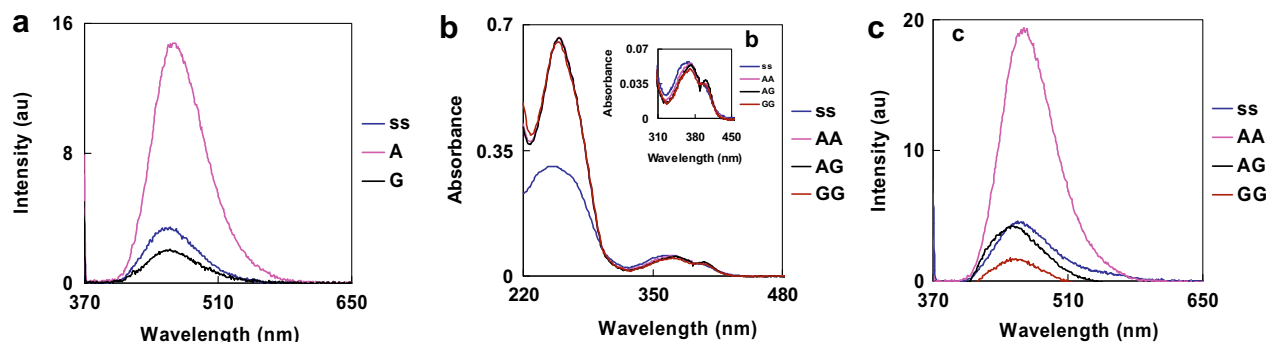 a
16
8
0
370
510
650
Intensity (au)
Wavelength (nm)
ss
A
G
b
0.7
0.35
0
220
350
480
Absorbance
Wavelength (nm)
b
0.07
0.035
0
310
380
450
Absorbance
Wavelength (nm)
ss
AA
AG
GG
ss
AA
AG
GG
c
c
20
10
0
370
510
650
Intensity (au)
Wavelength (nm)
ss
AA
AG
GG